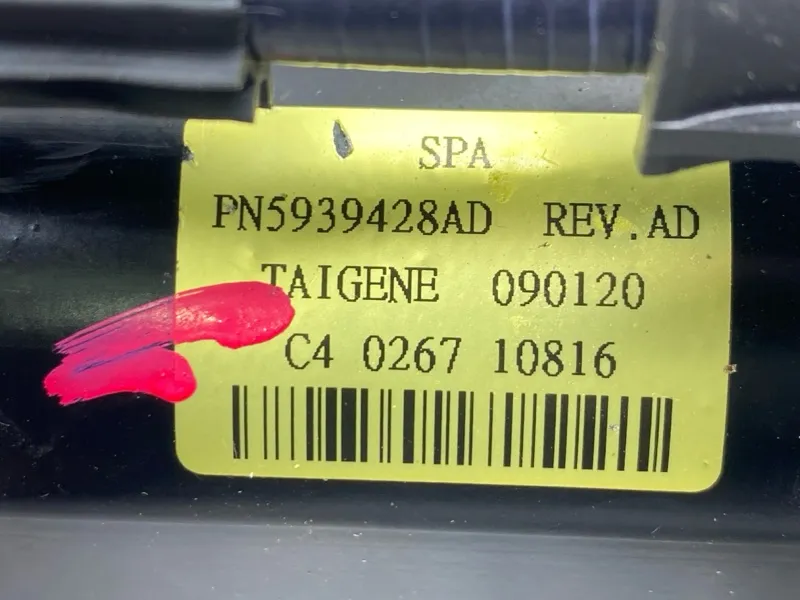 SPA
PN5939428AD REV.AD
TAIGENE 090120
C4 0267 10816